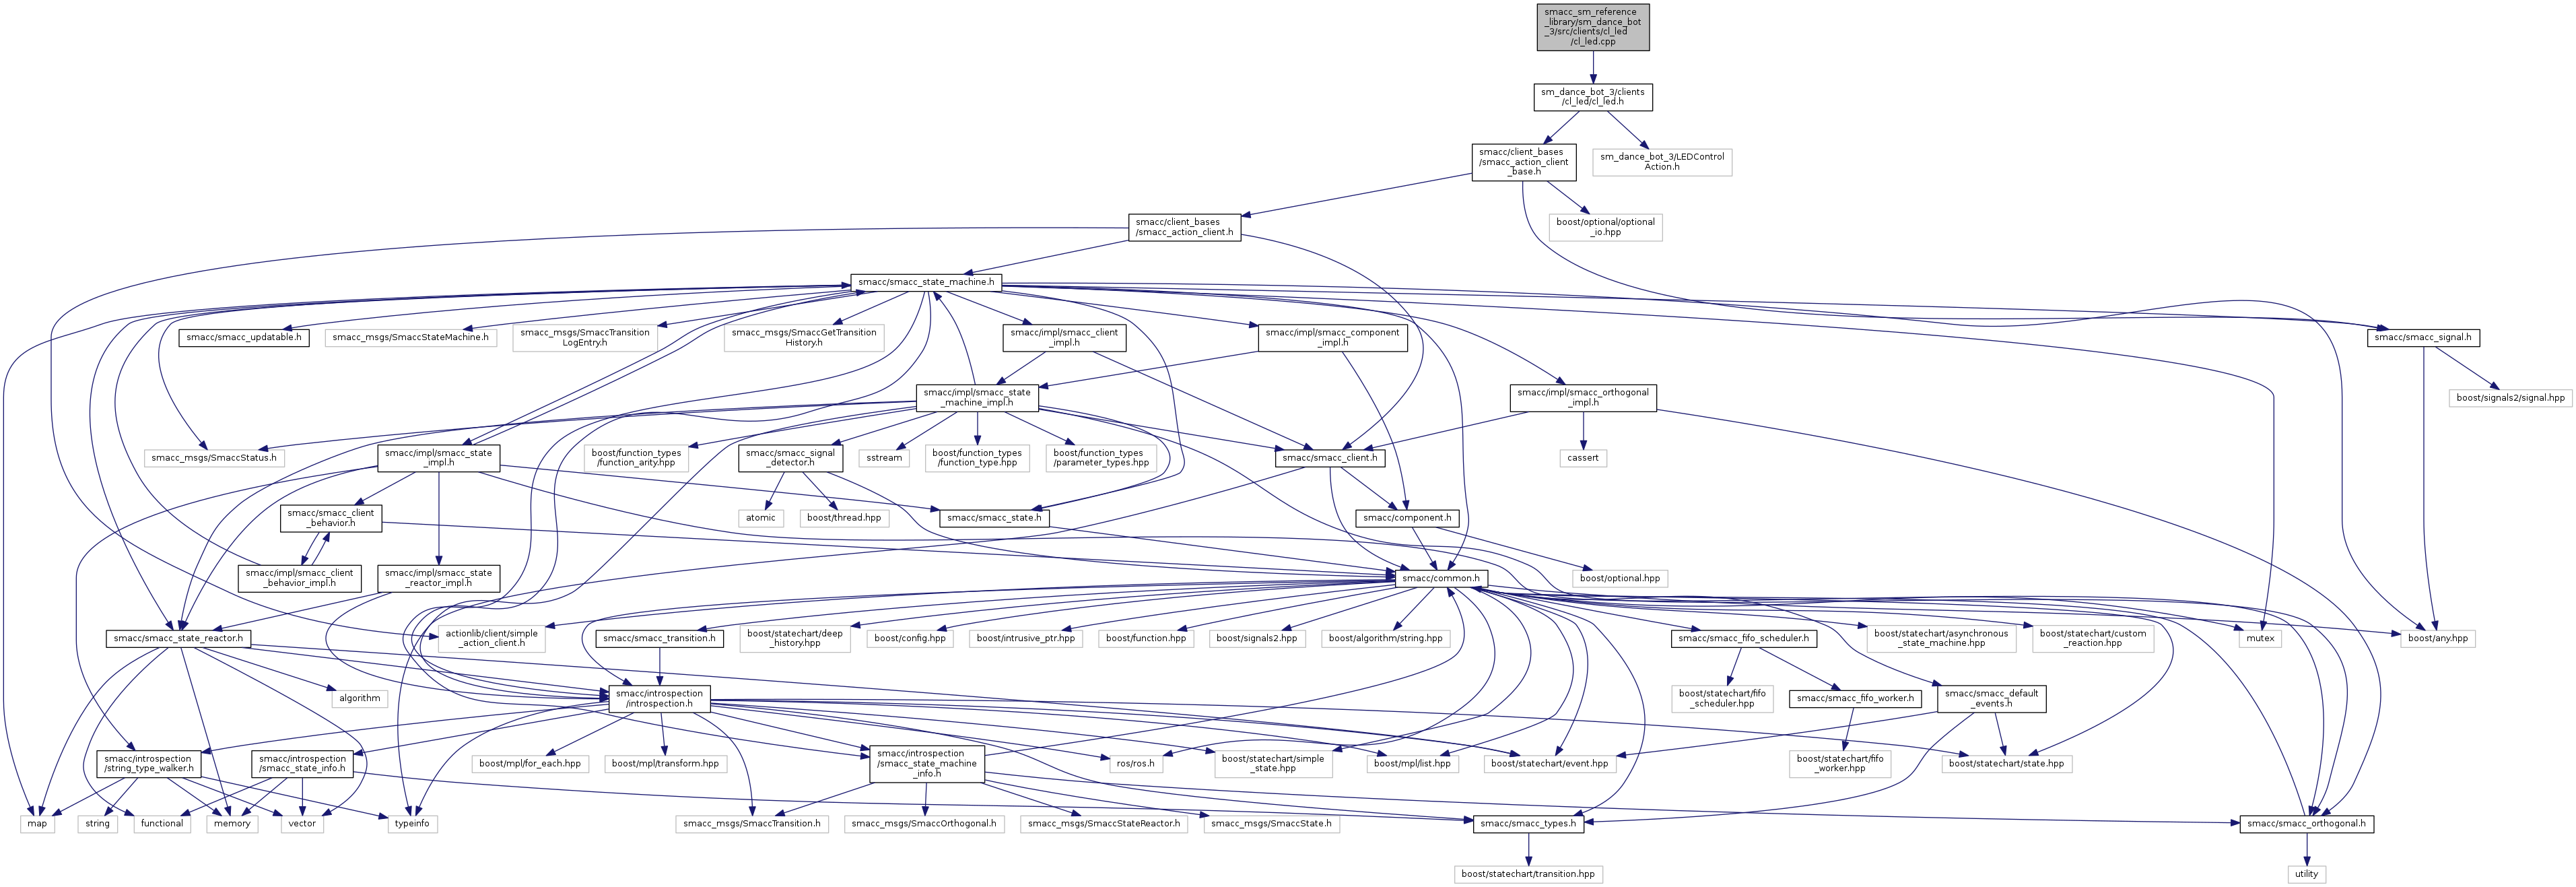 smacc_sm_reference
_library/sm_dance_bot
_3/src/clients/cl_led
/cl_led.cpp
sm_dance_bot_3/clients
/cl_led/cl_led.h
smacc/client_bases
/smacc_action_client
_base.h
sm_dance_bot_3/LEDControl
Action.h
smacc/client_bases
/smacc_action_client.h
boost/optional/optional
_io.hpp
smacc/smacc_state_machine.h
smacc/smacc_updatable.h
smacc_msgs/SmaccStateMachine.h
smacc_msgs/SmaccTransition
LogEntry.h
smacc_msgs/SmaccGetTransition
History.h
smacc/impl/smacc_client
_impl.h
smacc/impl/smacc_component
_impl.h
smacc/smacc_signal.h
smacc/impl/smacc_state
_machine_impl.h
smacc/impl/smacc_orthogonal
_impl.h
boost/signals2/signal.hpp
smacc_msgs/SmaccStatus.h
smacc/impl/smacc_state
_impl.h
boost/function_types
/function_arity.hpp
smacc/smacc_signal
_detector.h
sstream
boost/function_types
/function_type.hpp
boost/function_types
/parameter_types.hpp
smacc/smacc_client.h
cassert
smacc/smacc_client
_behavior.h
atomic
boost/thread.hpp
smacc/smacc_state.h
smacc/component.h
smacc/impl/smacc_client
_behavior_impl.h
smacc/impl/smacc_state
_reactor_impl.h
smacc/common.h
boost/optional.hpp
smacc/smacc_state_reactor.h
actionlib/client/simple
_action_client.h
smacc/smacc_transition.h
boost/statechart/deep
_history.hpp
boost/config.hpp
boost/intrusive_ptr.hpp
boost/function.hpp
boost/signals2.hpp
boost/algorithm/string.hpp
smacc/smacc_fifo_scheduler.h
boost/statechart/asynchronous
_state_machine.hpp
boost/statechart/custom
_reaction.hpp
mutex
boost/any.hpp
algorithm
smacc/introspection
/introspection.h
boost/statechart/fifo
_scheduler.hpp
smacc/smacc_fifo_worker.h
smacc/smacc_default
_events.h
smacc/introspection
/string_type_walker.h
smacc/introspection
/smacc_state_info.h
boost/mpl/for_each.hpp
boost/mpl/transform.hpp
smacc/introspection
/smacc_state_machine
_info.h
ros/ros.h
boost/statechart/simple
_state.hpp
boost/mpl/list.hpp
boost/statechart/event.hpp
boost/statechart/fifo
_worker.hpp
boost/statechart/state.hpp
map
string
functional
memory
vector
typeinfo
smacc_msgs/SmaccTransition.h
smacc_msgs/SmaccOrthogonal.h
smacc_msgs/SmaccStateReactor.h
smacc_msgs/SmaccState.h
smacc/smacc_types.h
smacc/smacc_orthogonal.h
boost/statechart/transition.hpp
utility